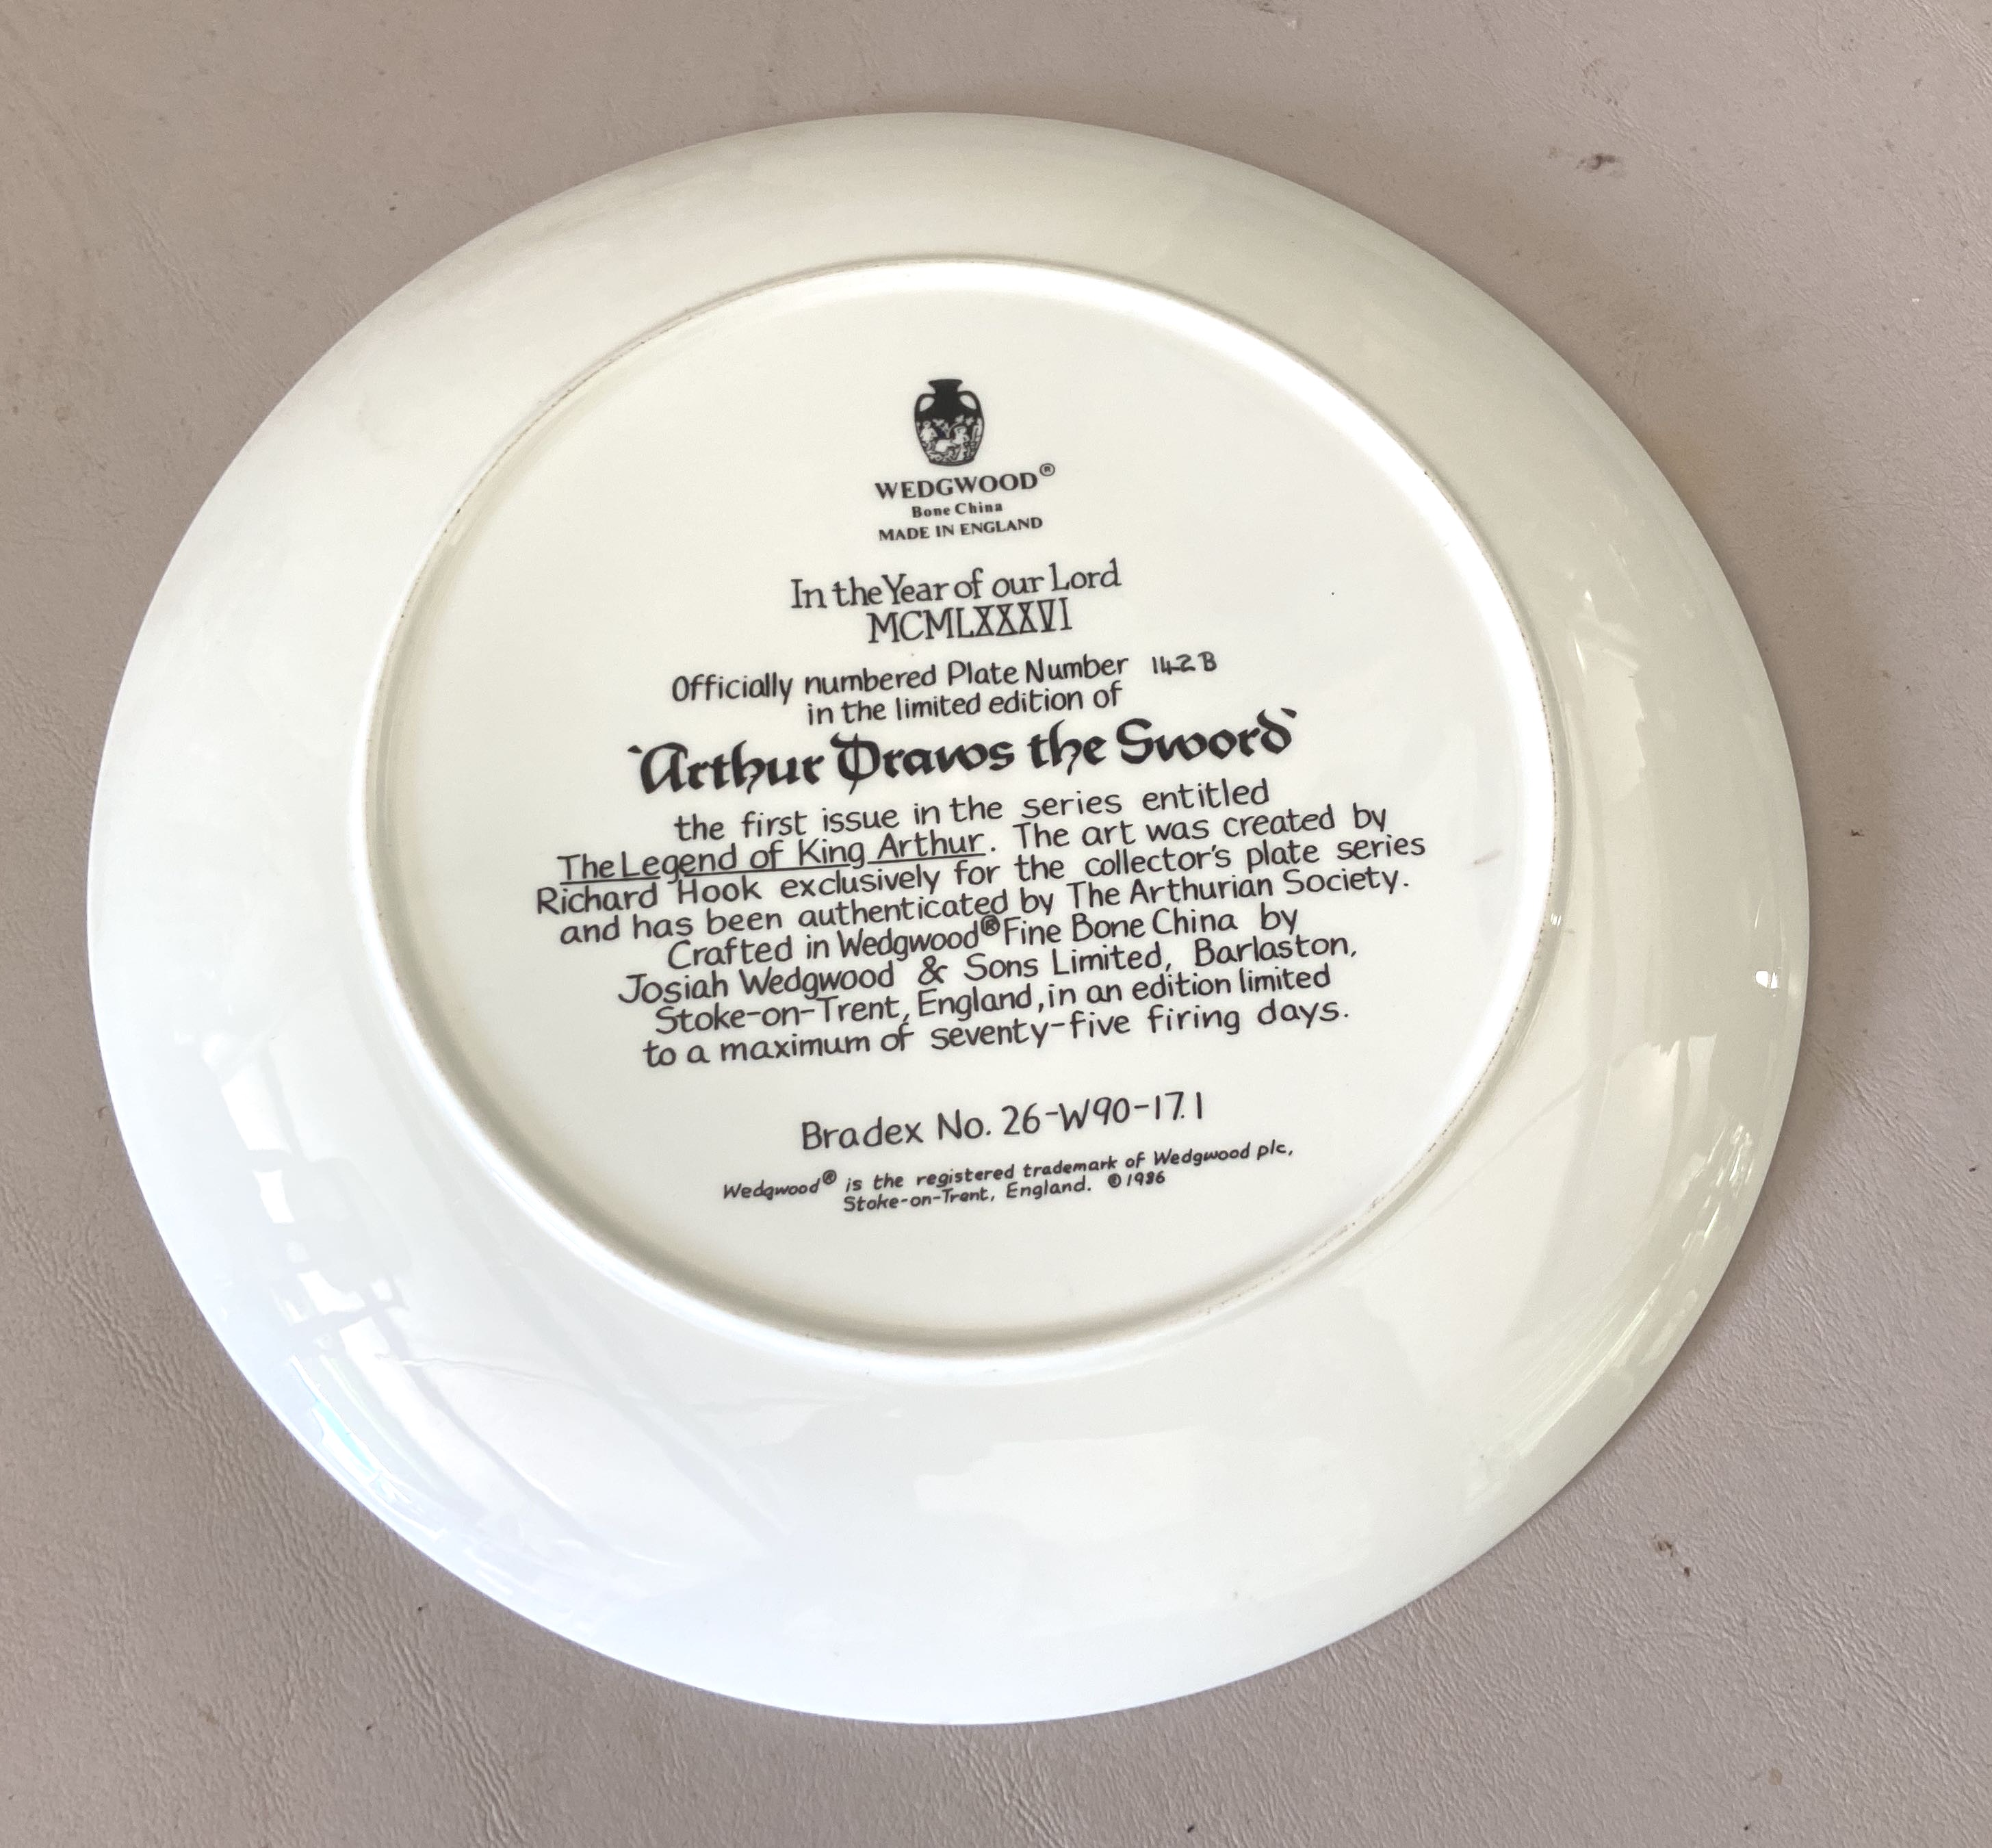 WEDGWOOD®
Bone China
MADE IN ENGLAND
In the Year of our Lord
MCMLXXXVI
Officially numbered Plate Number 142B
in the limited edition of
`Arthur Draws the Sword`
the first issue in the series entitled
The Legend of King Arthur. The art was created by
Richard Hook exclusively for the collector's plate series
and has been authenticated by The Arthurian Society.
Crafted in Wedgwood® Fine Bone China by
Josiah Wedgwood & Sons Limited, Barlaston,
Stoke-on-Trent, England, in an edition limited
to a maximum of seventy-five firing days.
Bradex No. 26-W90-17.1
Wedgwood® is the registered trademark of Wedgwood plc,
Stoke-on-Trent, England. ©1986